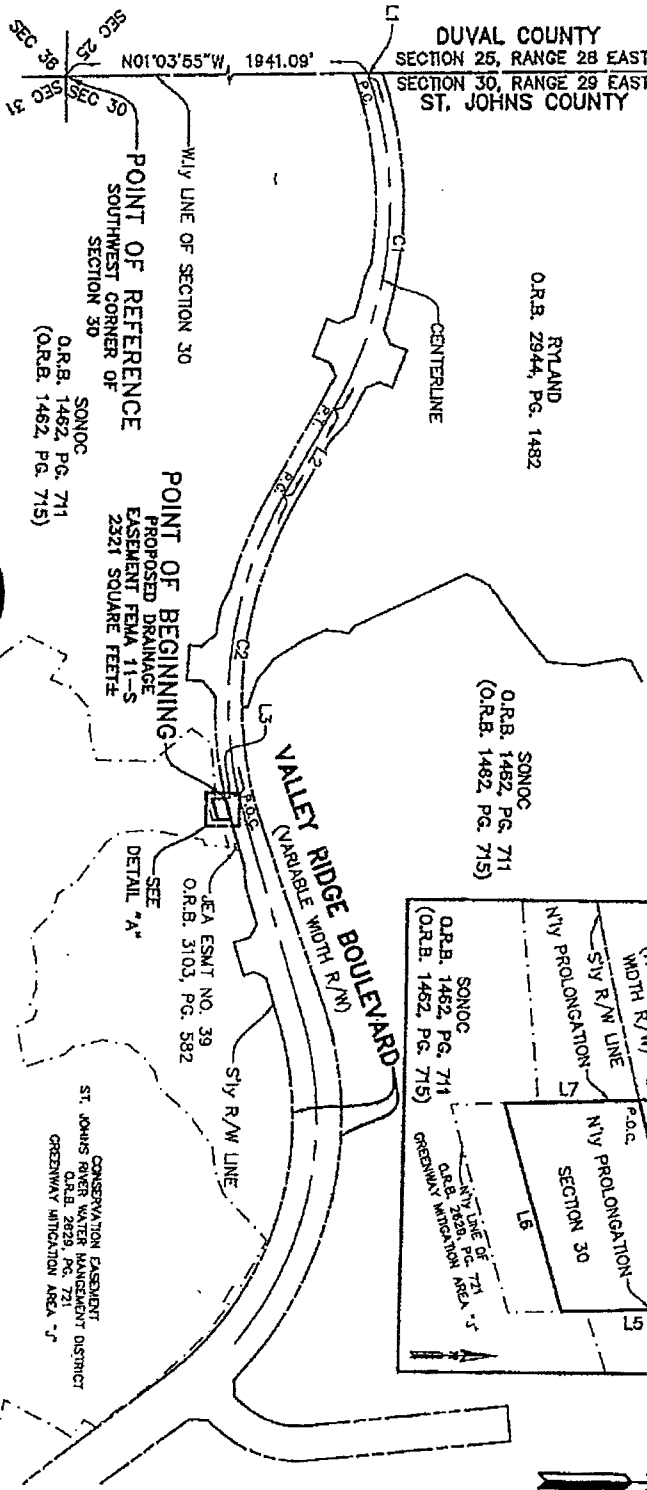 DUVAL COUNTY
SECTION 25, RANGE 28 EAST
SECTION 30, RANGE 29 EAST
ST. JOHNS COUNTY
L1
N01°03'55"W 1941.09'
SEC 25
SEC 36
SEC 30
SEC 31
P.C.
C1
CENTERLINE
W'ly LINE OF SECTION 30
POINT OF REFERENCE
SOUTHWEST CORNER OF
SECTION 30
RYLAND
O.R.B. 2944, PG. 1482
SONOC
O.R.B. 1462, PG. 711
(O.R.B. 1462, PG. 715)
P.T.
L2
P.C.
C2
POINT OF BEGINNING
PROPOSED DRAINAGE
EASEMENT FEMA 11-S
2321 SQUARE FEET±
L3
P.O.C.
SONOC
O.R.B. 1462, PG. 711
(O.R.B. 1462, PG. 715)
VALLEY RIDGE BOULEVARD
(VARIABLE WIDTH R/W)
SEE
DETAIL "A"
JEA ESMT NO. 39
O.R.B. 3103, PG. 582
S'ly R/W LINE
CONSERVATION EASEMENT
ST. JOHNS RIVER WATER MANGEMENT DISTRICT
O.R.B. 2629, PG. 721
GREENWAY MITIGATION AREA "J"
WIDTH R/W)
S'ly R/W LINE
N'ly PROLONGATION
L7
P.O.C.
N'ly PROLONGATION
SECTION 30
L6
L5
SONOC
O.R.B. 1462, PG. 711
(O.R.B. 1462, PG. 715)
N'ly LINE OF
O.R.B. 2629, PG. 721
GREENWAY MITIGATION AREA "J"